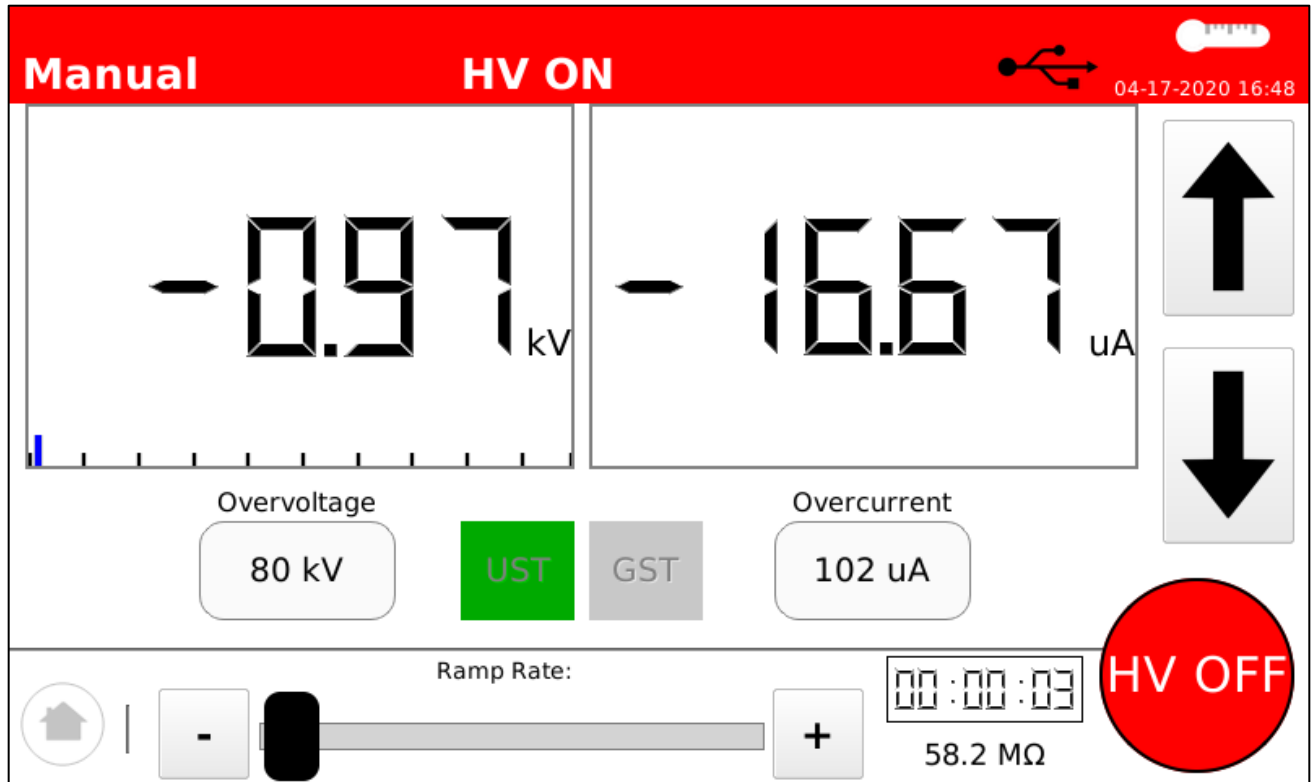 Manual
HV ON
04-17-2020 16:48
-0.97 kV
-16.67 uA
Overvoltage
80 kV
UST
GST
Overcurrent
102 uA
Ramp Rate:
-
+
00:00:03
58.2 MΩ
HV OFF